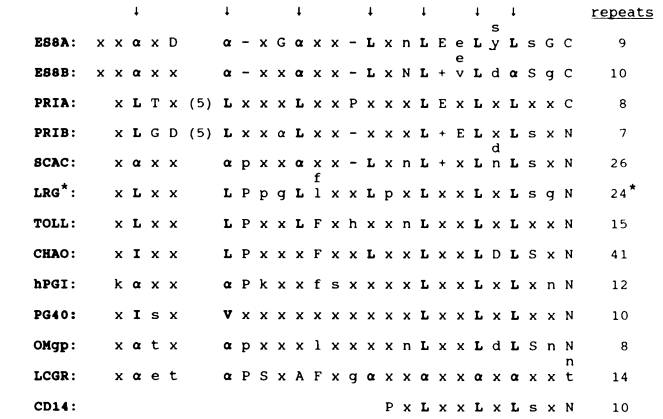 ↓ ↓ ↓ ↓ ↓ ↓ ↓ repeats
s
ES8A: x x α x D α - x G α x x - L x n L E e L y L s G C 9
e
ES8B: x x α x x α - x x α x x - L x N L + v L d α S g C 10
PRIA: x L T x (5) L x x x L x x P x x x L E x L x L x x C 8
PRIB: x L G D (5) L x x α L x x - x x x L + E L x L s x N 7
d
SCAC: x α x x α p x x α x x - L x n L + x L n L s x N 26
f
LRG*: x L x x L P p g L l x x L p x L x x L x L s g N 24*
TOLL: x L x x L P x x L F x h x x n L x x L x L x x N 15
CHAO: x I x x L P x x x F x x L x x L x x L D L S x N 41
hPGI: k α x x α P k x x f s x x x x L x x L x L x n N 12
PG40: x I s x V x x x x x x x x x x L x x L x L x x N 10
OMgp: x α t x α p x x x l x x x x n L x x L d L S n N 8
n
LCGR: x α e t α P S x A F x g α x x α x x α x α x x t 14
CD14: P x L x x L x L s x N 10